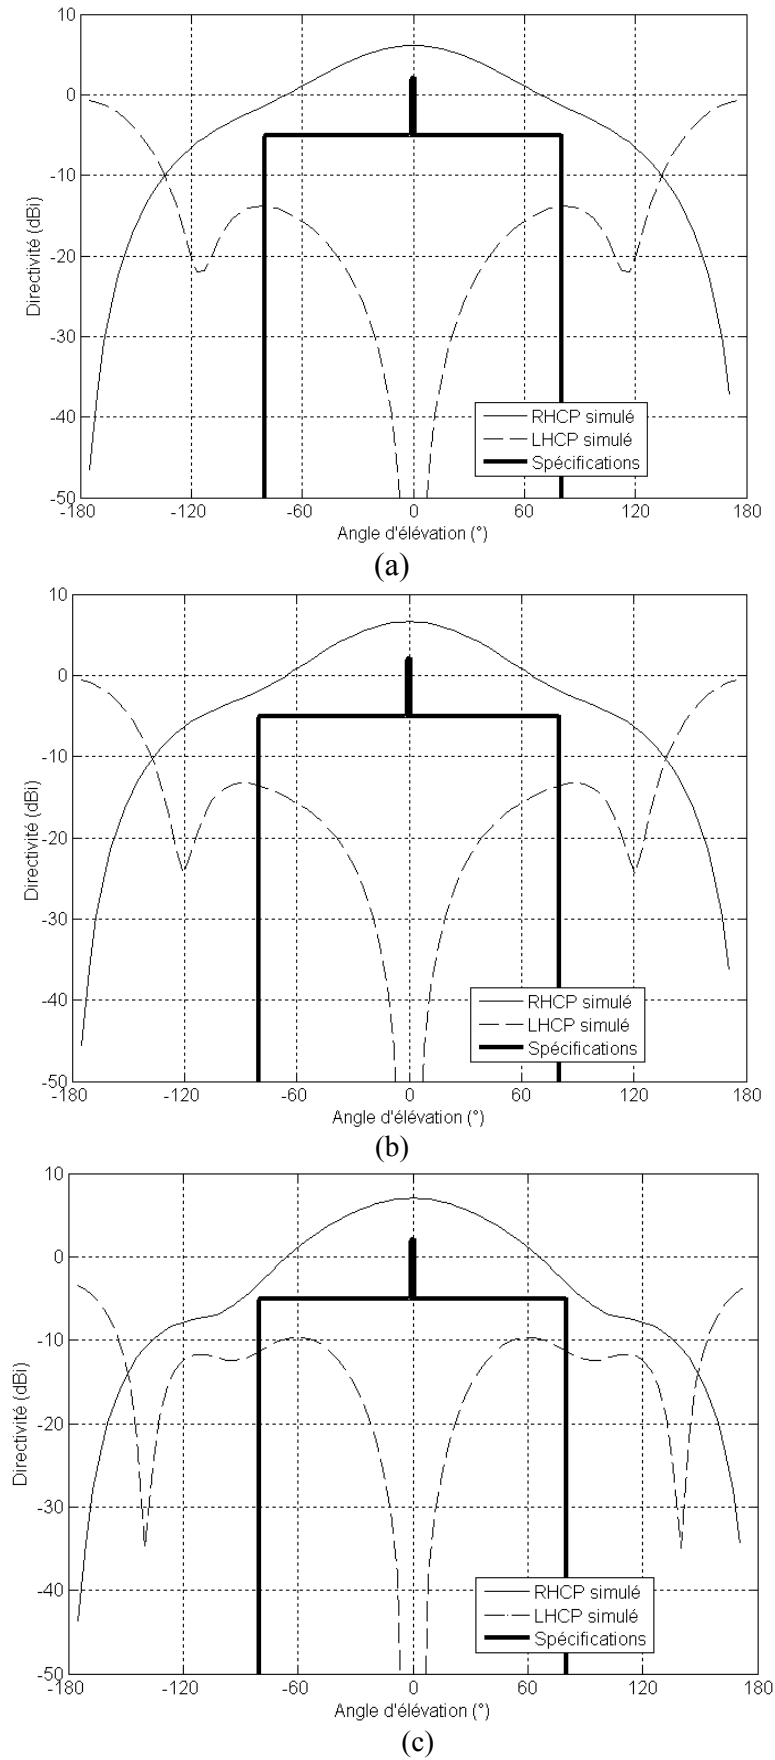 10
0
-10
-20
-30
-40
-50
Directivité (dBi)
-180 -120 -60 0 60 120 180
Angle d'élévation (°)
RHCP simulé
LHCP simulé
Spécifications
(a)
10
0
-10
-20
-30
-40
-50
Directivité (dBi)
-180 -120 -60 0 60 120 180
Angle d'élévation (°)
RHCP simulé
LHCP simulé
Spécifications
(b)
10
0
-10
-20
-30
-40
-50
Directivité (dBi)
-180 -120 -60 0 60 120 180
Angle d'élévation (°)
RHCP simulé
LHCP simulé
Spécifications
(c)